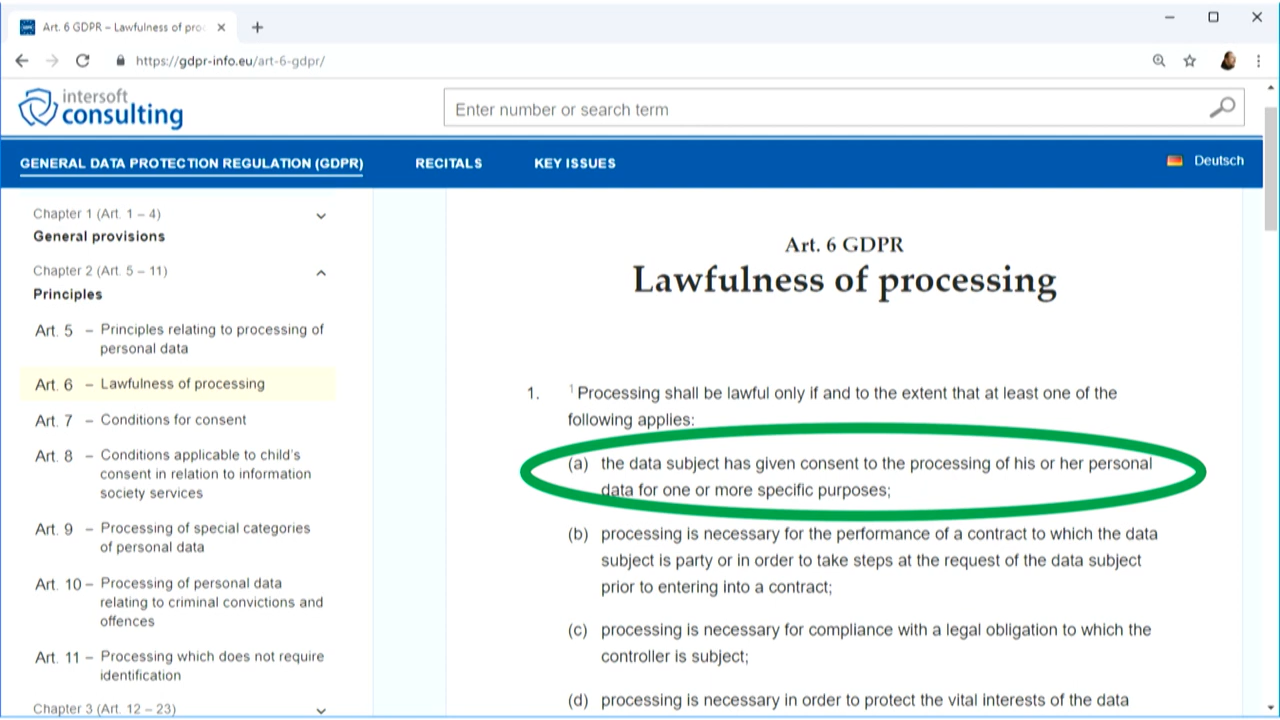 Art. 6 GDPR – Lawfulness of pro
https://gdpr-info.eu/art-6-gdpr/
intersoft
consulting
Enter number or search term
GENERAL DATA PROTECTION REGULATION (GDPR) RECITALS KEY ISSUES Deutsch
Chapter 1 (Art. 1 – 4)
General provisions
Chapter 2 (Art. 5 – 11)
Principles
Art. 5 – Principles relating to processing of
personal data
Art. 6 – Lawfulness of processing
Art. 7 – Conditions for consent
Art. 8 – Conditions applicable to child's
consent in relation to information
society services
Art. 9 – Processing of special categories
of personal data
Art. 10 – Processing of personal data
relating to criminal convictions and
offences
Art. 11 – Processing which does not require
identification
Chapter 3 (Art. 12 – 23)
Art. 6 GDPR
Lawfulness of processing
1. ¹ Processing shall be lawful only if and to the extent that at least one of the
following applies:
(a) the data subject has given consent to the processing of his or her personal
data for one or more specific purposes;
(b) processing is necessary for the performance of a contract to which the data
subject is party or in order to take steps at the request of the data subject
prior to entering into a contract;
(c) processing is necessary for compliance with a legal obligation to which the
controller is subject;
(d) processing is necessary in order to protect the vital interests of the data